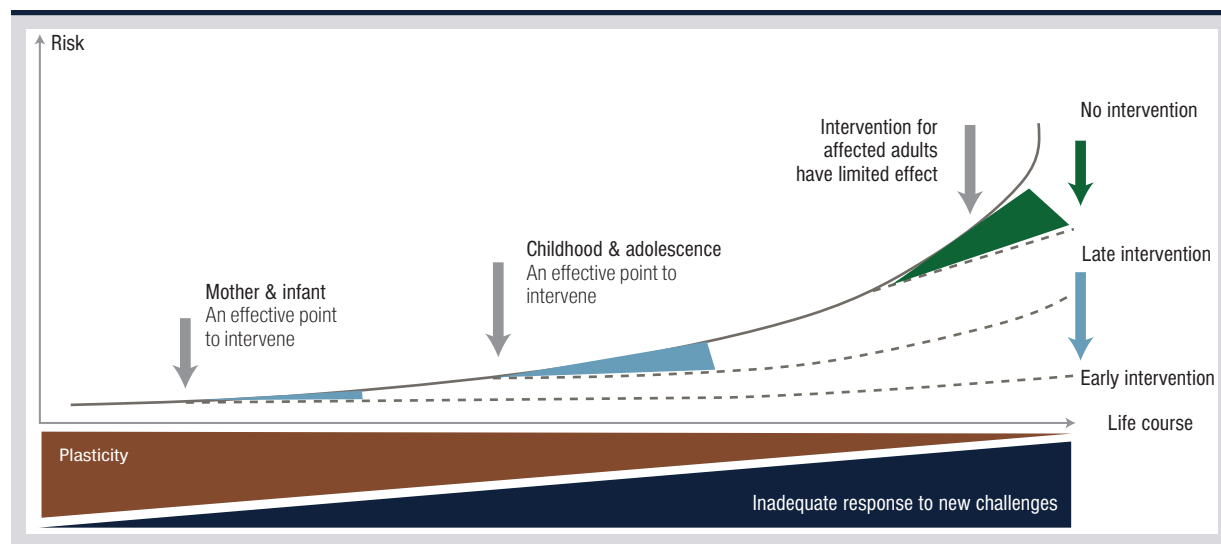 Risk
No intervention
Intervention for
affected adults
have limited effect
Childhood & adolescence
An effective point to
intervene
Late intervention
Mother & infant
An effective point
to intervene
Early intervention
Life course
Plasticity
Inadequate response to new challenges